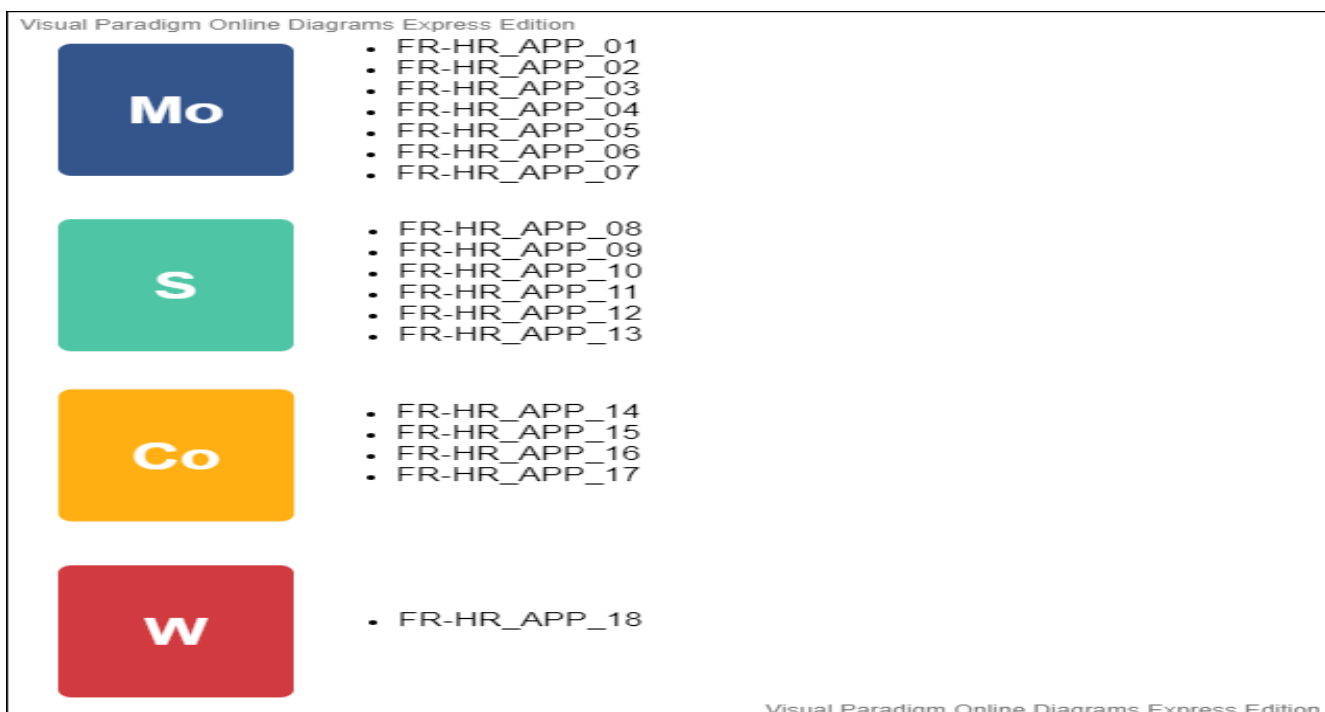 Visual Paradigm Online Diagrams Express Edition
Mo
• FR-HR_APP_01
• FR-HR_APP_02
• FR-HR_APP_03
• FR-HR_APP_04
• FR-HR_APP_05
• FR-HR_APP_06
• FR-HR_APP_07
S
• FR-HR_APP_08
• FR-HR_APP_09
• FR-HR_APP_10
• FR-HR_APP_11
• FR-HR_APP_12
• FR-HR_APP_13
Co
• FR-HR_APP_14
• FR-HR_APP_15
• FR-HR_APP_16
• FR-HR_APP_17
W
• FR-HR_APP_18
Visual Paradigm Online Diagrams Express Edition